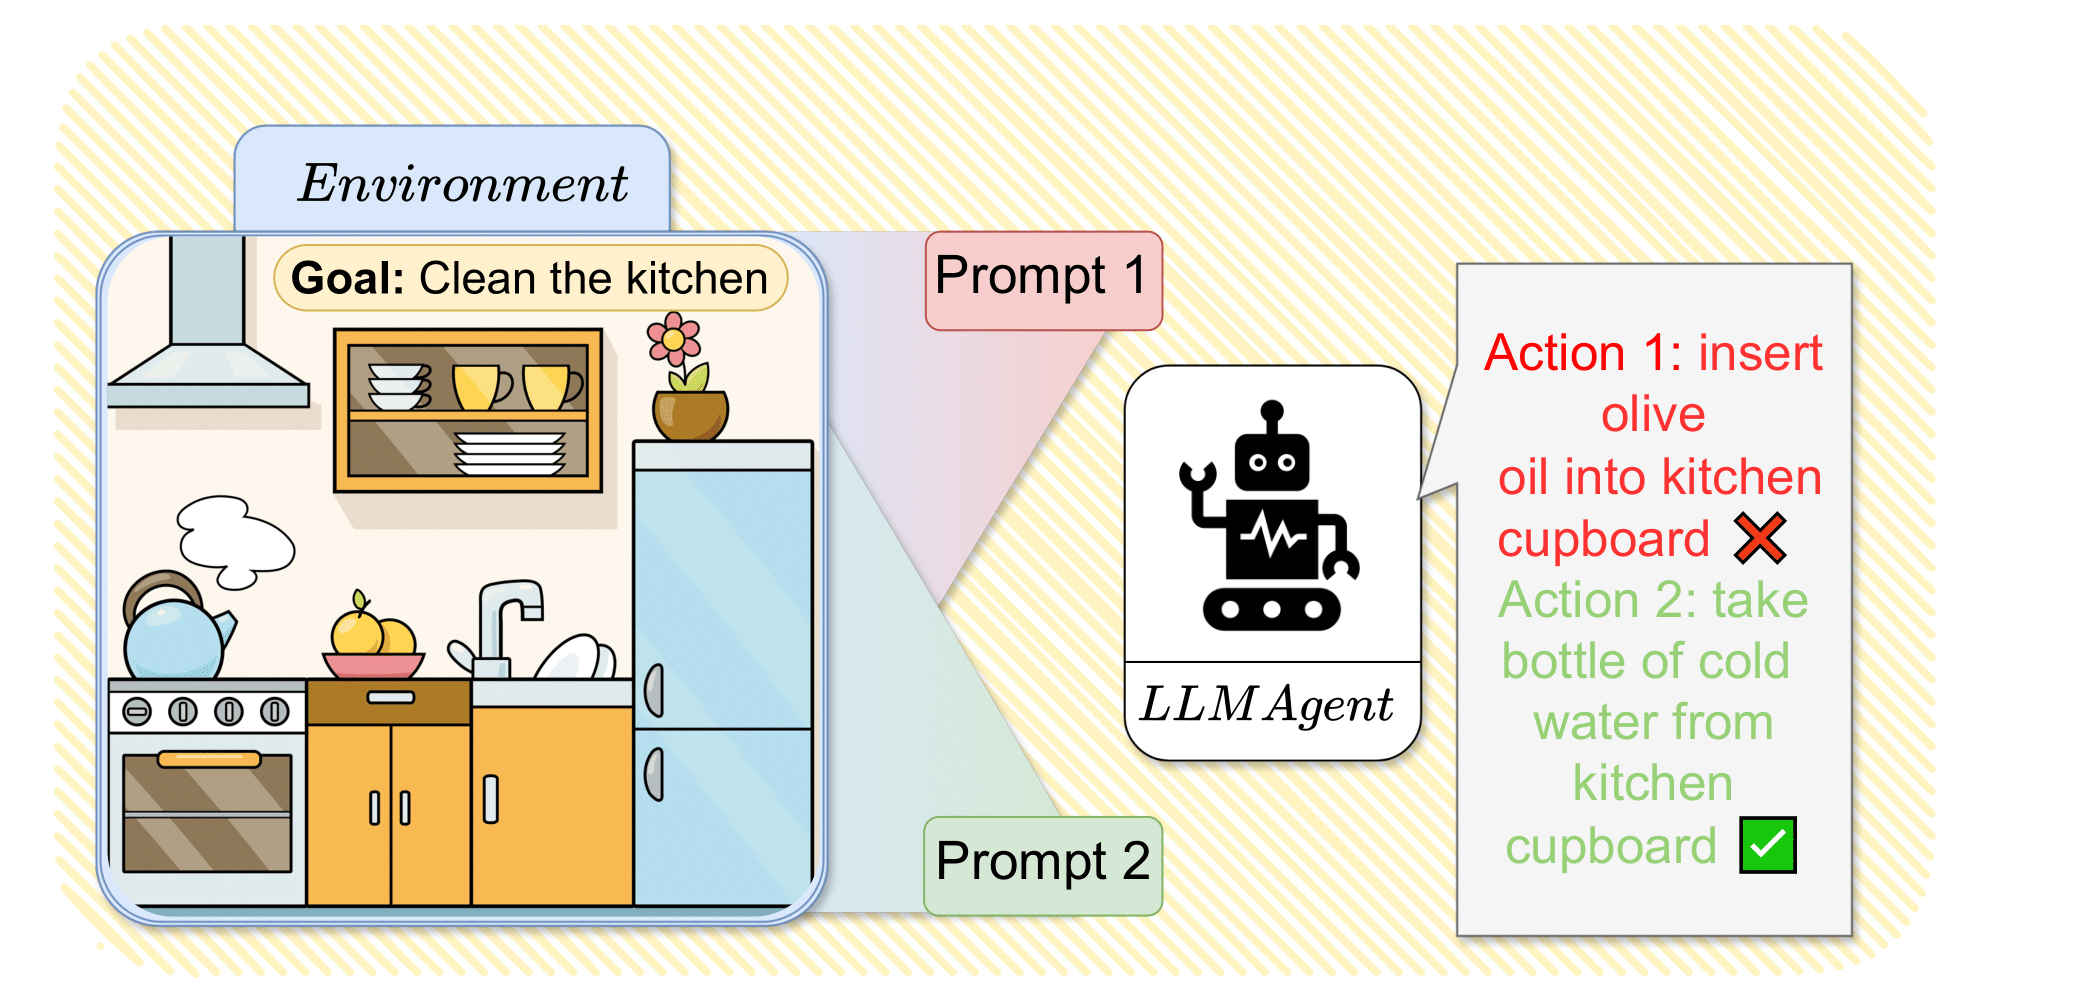 Environment
Goal: Clean the kitchen
Prompt 1
Prompt 2
LLM Agent
Action 1: insert
olive
oil into kitchen
cupboard
Action 2: take
bottle of cold
water from
kitchen
cupboard